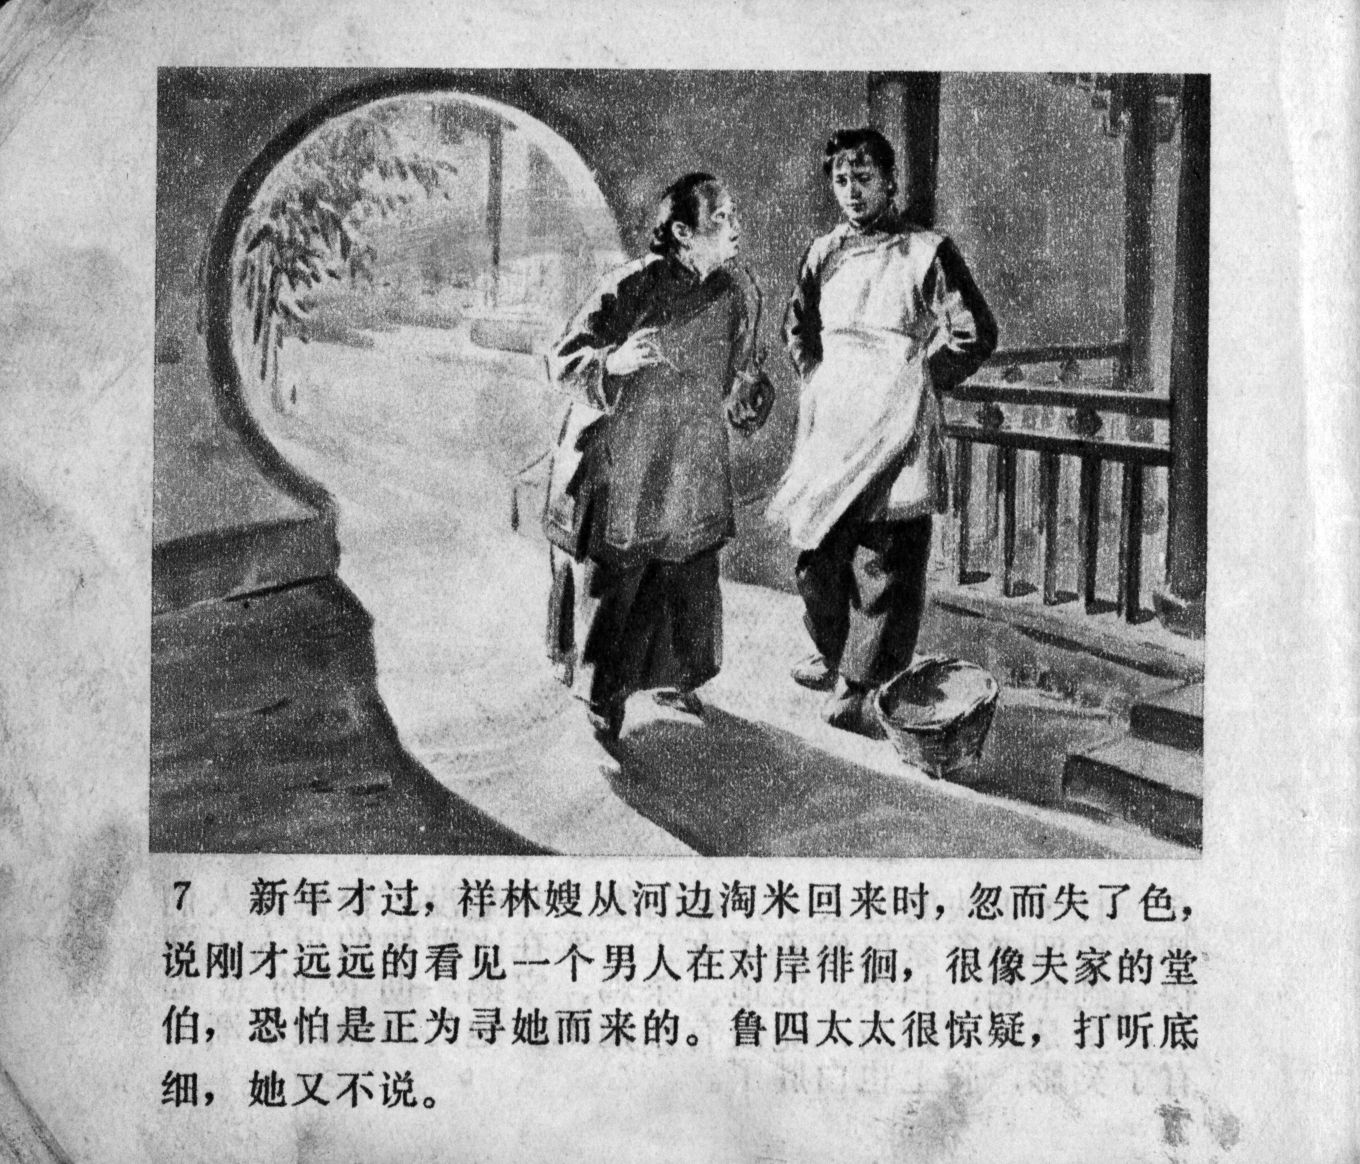 7 新年才过，祥林嫂从河边淘米回来时，忽而失了色，
说刚才远远的看见一个男人在对岸徘徊，很像夫家的堂
伯，恐怕是正为寻她而来的。鲁四太太很惊疑，打听底
细，她又不说。